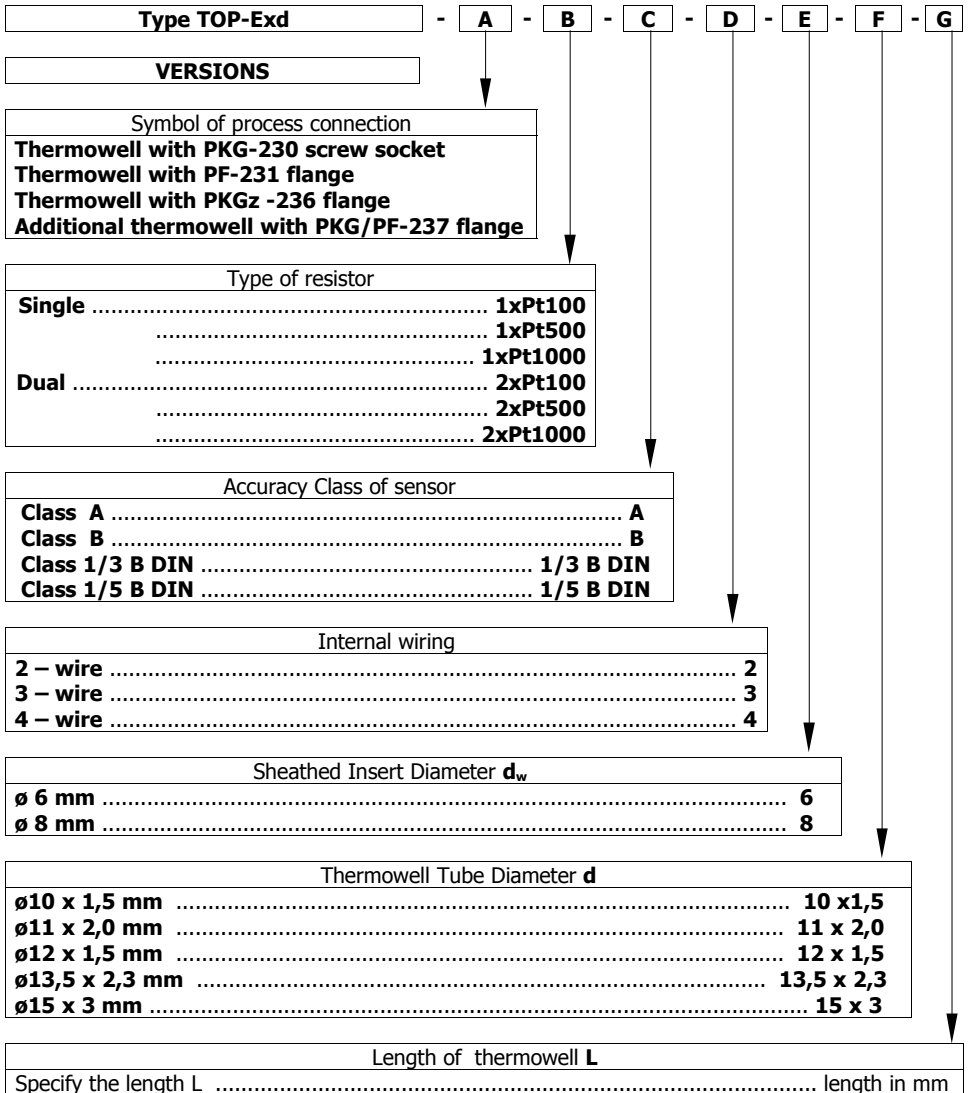 Type TOP-Exd - A - B - C - D - E - F - G
VERSIONS
Symbol of process connection
Thermowell with PKG-230 screw socket
Thermowell with PF-231 flange
Thermowell with PKGz -236 flange
Additional thermowell with PKG/PF-237 flange
Type of resistor
Single .............................................................. 1xPt100
.................................................... 1xPt500
.................................................. 1xPt1000
Dual ................................................................. 2xPt100
.................................................... 2xPt500
.................................................. 2xPt1000
Accuracy Class of sensor
Class A ................................................................................ A
Class B ................................................................................ B
Class 1/3 B DIN .................................................... 1/3 B DIN
Class 1/5 B DIN .................................................... 1/5 B DIN
Internal wiring
2 – wire .................................................................................................. 2
3 – wire .................................................................................................. 3
4 – wire .................................................................................................. 4
Sheathed Insert Diameter dw
ø 6 mm ............................................................................................................ 6
ø 8 mm ............................................................................................................ 8
Thermowell Tube Diameter d
ø10 x 1,5 mm ................................................................................................ 10 x1,5
ø11 x 2,0 mm ............................................................................................... 11 x 2,0
ø12 x 1,5 mm ............................................................................................... 12 x 1,5
ø13,5 x 2,3 mm ......................................................................................... 13,5 x 2,3
ø15 x 3 mm ........................................................................................................ 15 x 3
Length of thermowell L
Specify the length L .............................................................................................. length in mm